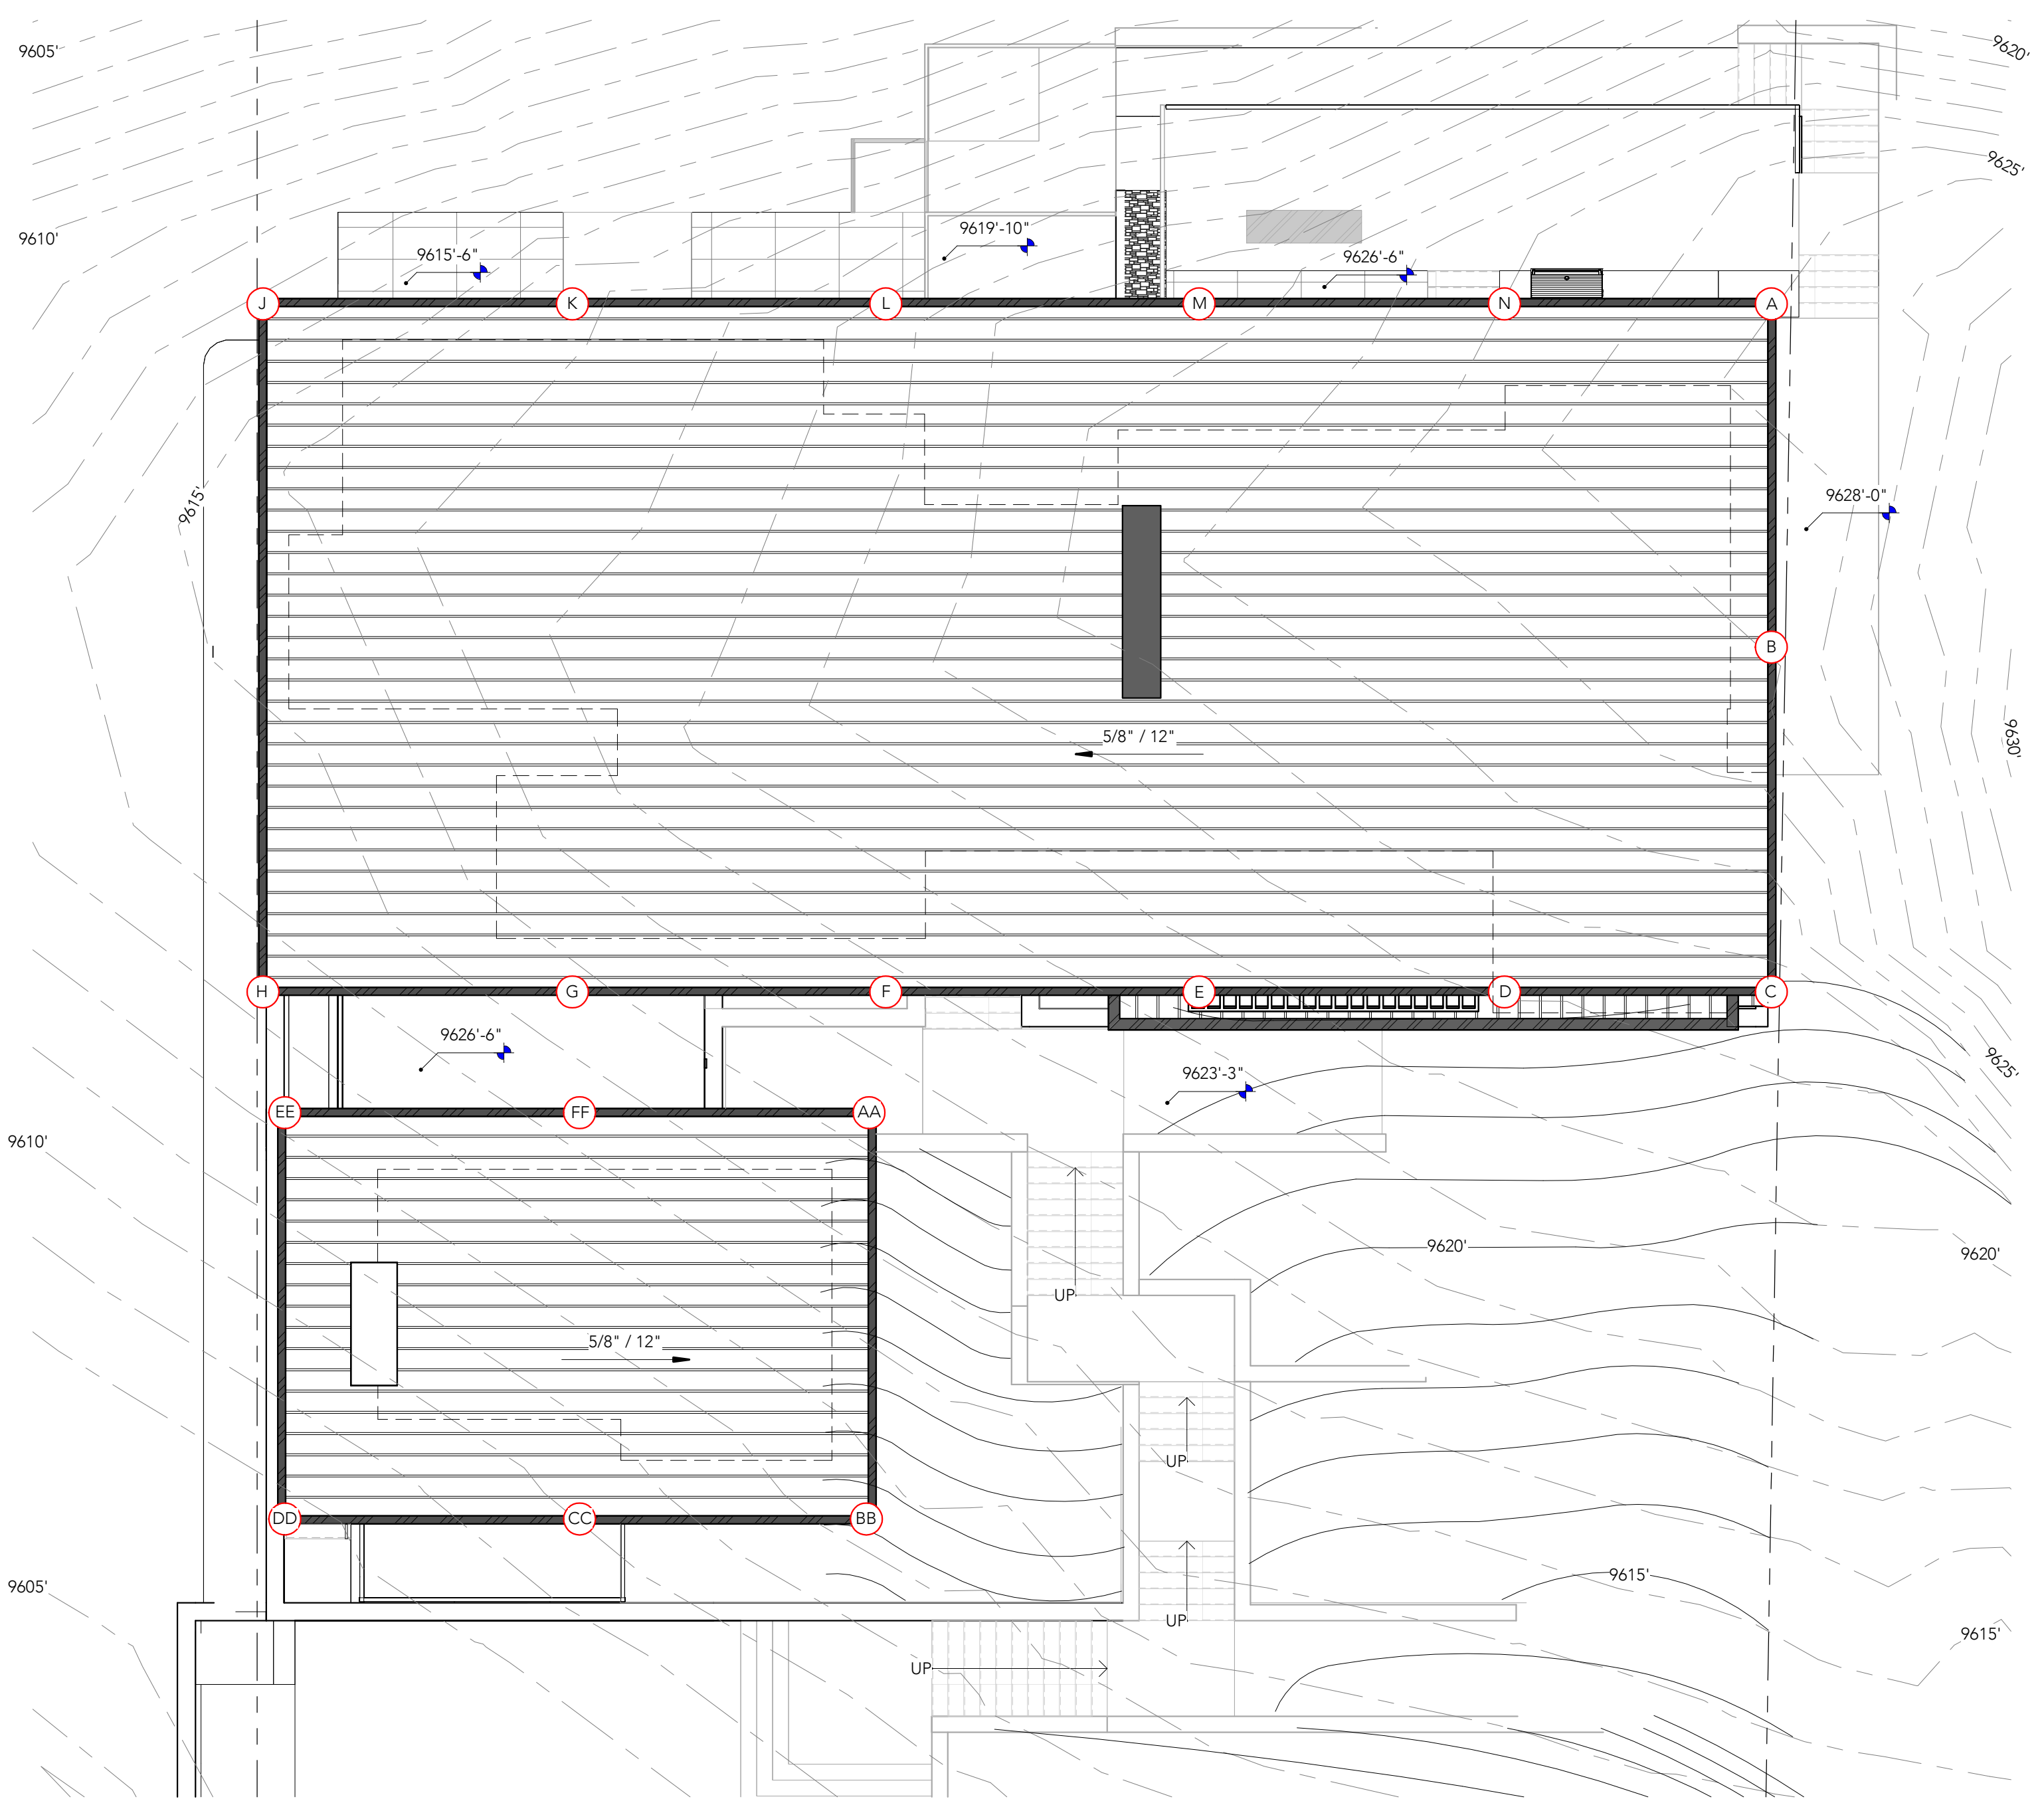 9605'
9620'
9625'
9610'
9619'-10"
9615'-6"
9626'-6"
J
K
L
M
N
A
9615'
9628'-0"
B
9630'
5/8" / 12"
H
G
F
E
D
C
9626'-6"
9625'
9623'-3"
EE
FF
AA
9610'
9620'
9620'
UP
5/8" / 12"
UP
DD
CC
BB
9605'
9615'
UP
9615'
UP